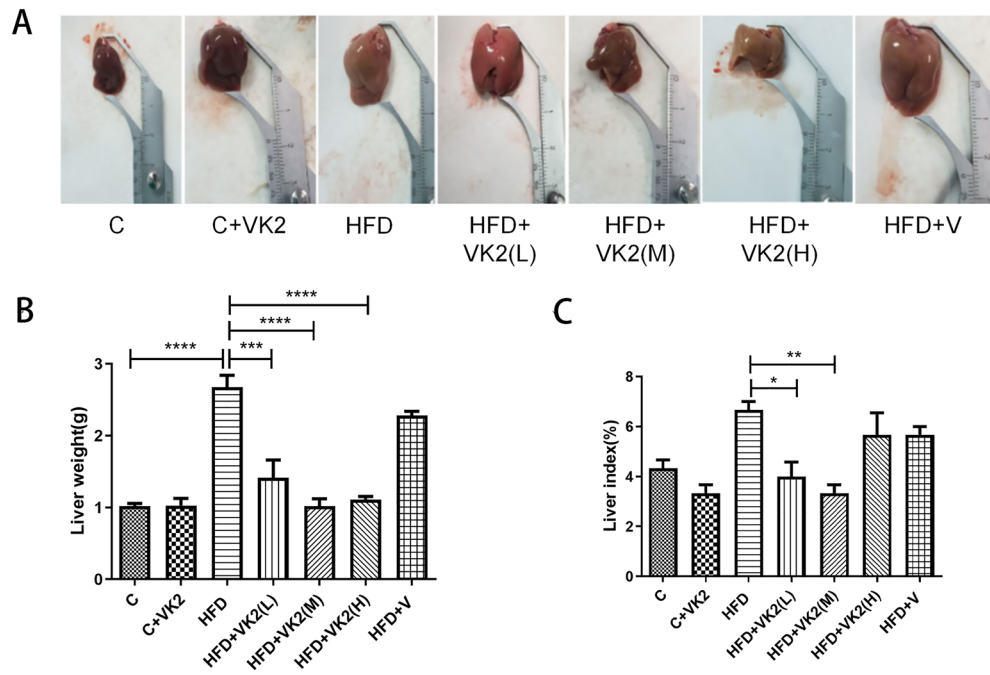 A
C
C+VK2
HFD
HFD+
VK2(L)
HFD+
VK2(M)
HFD+
VK2(H)
HFD+V
B
****
****
****
***
3
2
1
0
Liver weight(g)
C
C+VK2
HFD
HFD+VK2(L)
HFD+VK2(M)
HFD+VK2(H)
HFD+V
C
**
*
8
6
4
2
0
Liver index(%)
C
C+VK2
HFD
HFD+VK2(L)
HFD+VK2(M)
HFD+VK2(H)
HFD+V